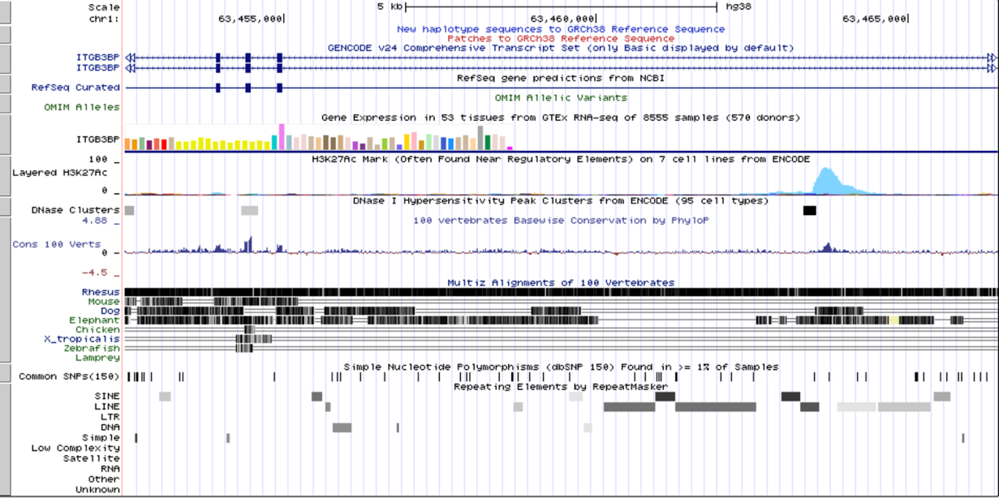 Scale 5 kb hg38
chr1: 63,455,000 63,460,000 63,465,000
New haplotype sequences to GRCh38 Reference Sequence
Patches to GRCh38 Reference Sequence
GENCODE v24 Comprehensive Transcript Set (only Basic displayed by default)
ITGB3BP
ITGB3BP
RefSeq gene predictions from NCBI
RefSeq Curated
OMIM Allelic Variants
OMIM Alleles
Gene Expression in 53 tissues from GTEx RNA-seq of 8555 samples (570 donors)
ITGB3BP
H3K27Ac Mark (Often Found Near Regulatory Elements) on 7 cell lines from ENCODE
100 _
Layered H3K27Ac
0 _
DNase I Hypersensitivity Peak Clusters from ENCODE (95 cell types)
DNase Clusters
100 vertebrates Basewise Conservation by PhyloP
4.88 _
Cons 100 Verts
0 -
-4.5 _
Multiz Alignments of 100 Vertebrates
Rhesus
Mouse
Dog
Elephant
Chicken
X_tropicalis
Zebrafish
Lamprey
Simple Nucleotide Polymorphisms (dbSNP 150) Found in >= 1% of Samples
Common SNPs(150)
Repeating Elements by RepeatMasker
SINE
LINE
LTR
DNA
Simple
Low Complexity
Satellite
RNA
Other
Unknown